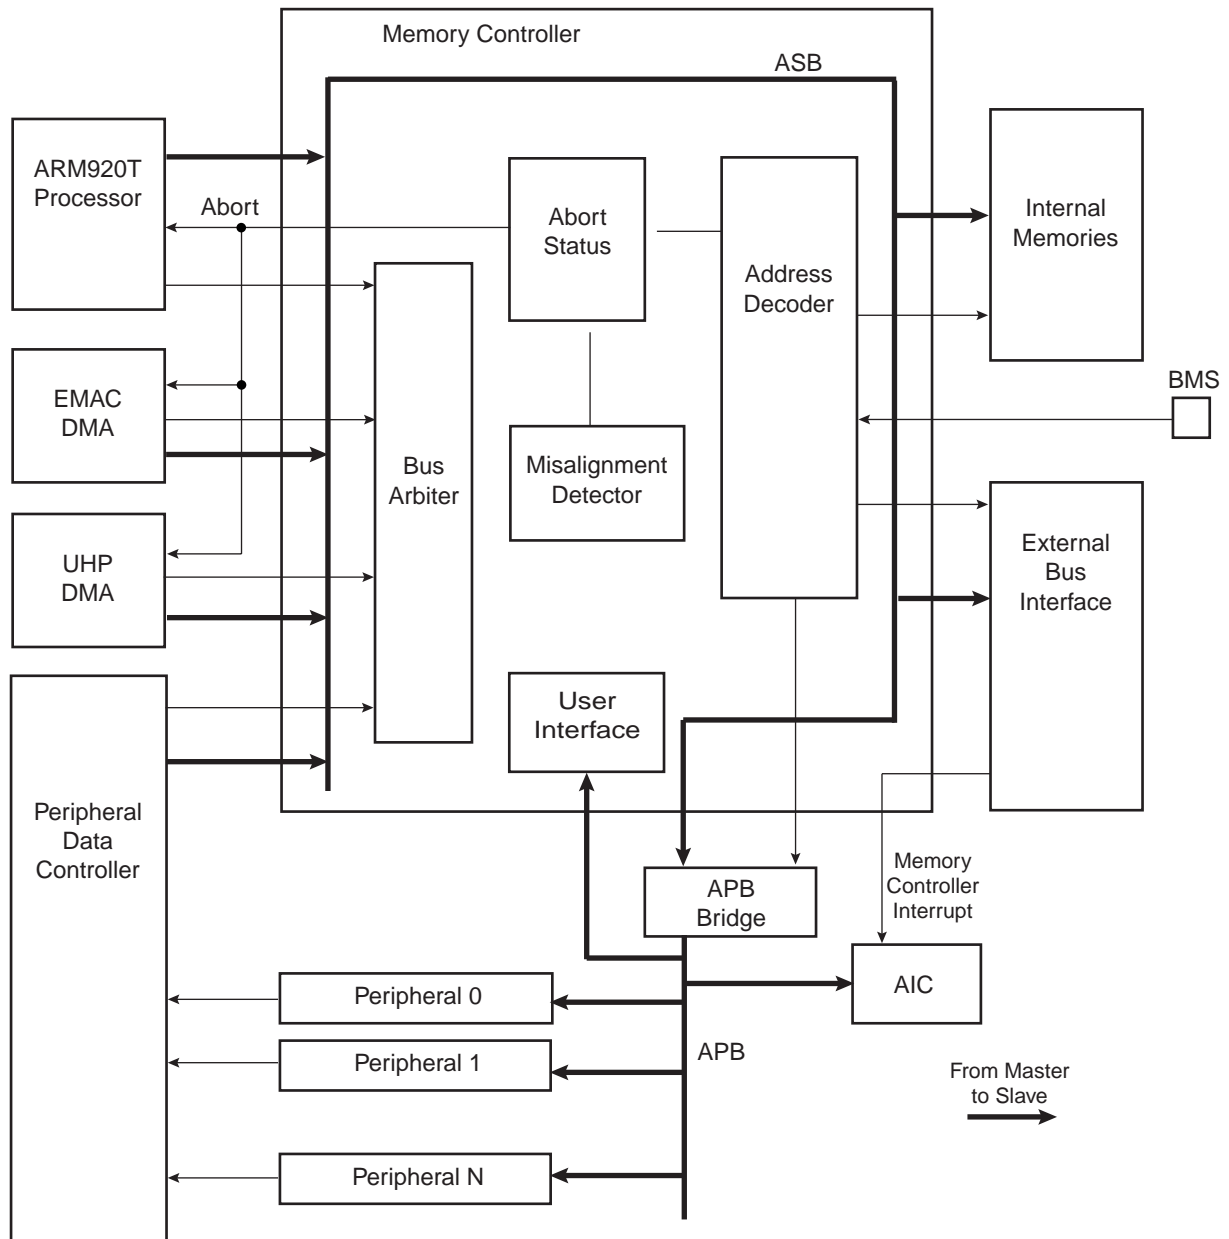 Memory Controller
ASB
ARM920T
Processor
Abort
Abort
Status
Address
Decoder
Internal
Memories
BMS
EMAC
DMA
Bus
Arbiter
Misalignment
Detector
UHP
DMA
External
Bus
Interface
User
Interface
Peripheral
Data
Controller
APB
Bridge
Memory
Controller
Interrupt
AIC
Peripheral 0
Peripheral 1
APB
From Master
to Slave
Peripheral N